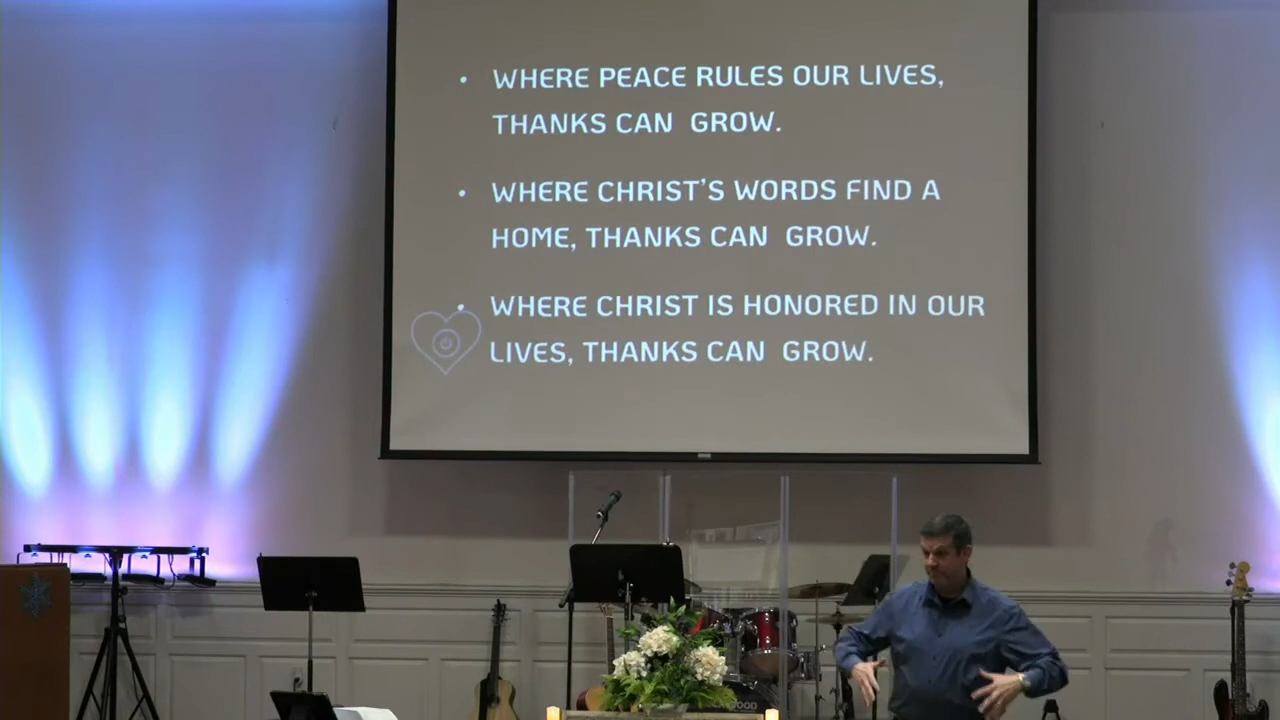 • WHERE PEACE RULES OUR LIVES,
THANKS CAN GROW.
• WHERE CHRIST'S WORDS FIND A
HOME, THANKS CAN GROW.
• WHERE CHRIST IS HONORED IN OUR
LIVES, THANKS CAN GROW.